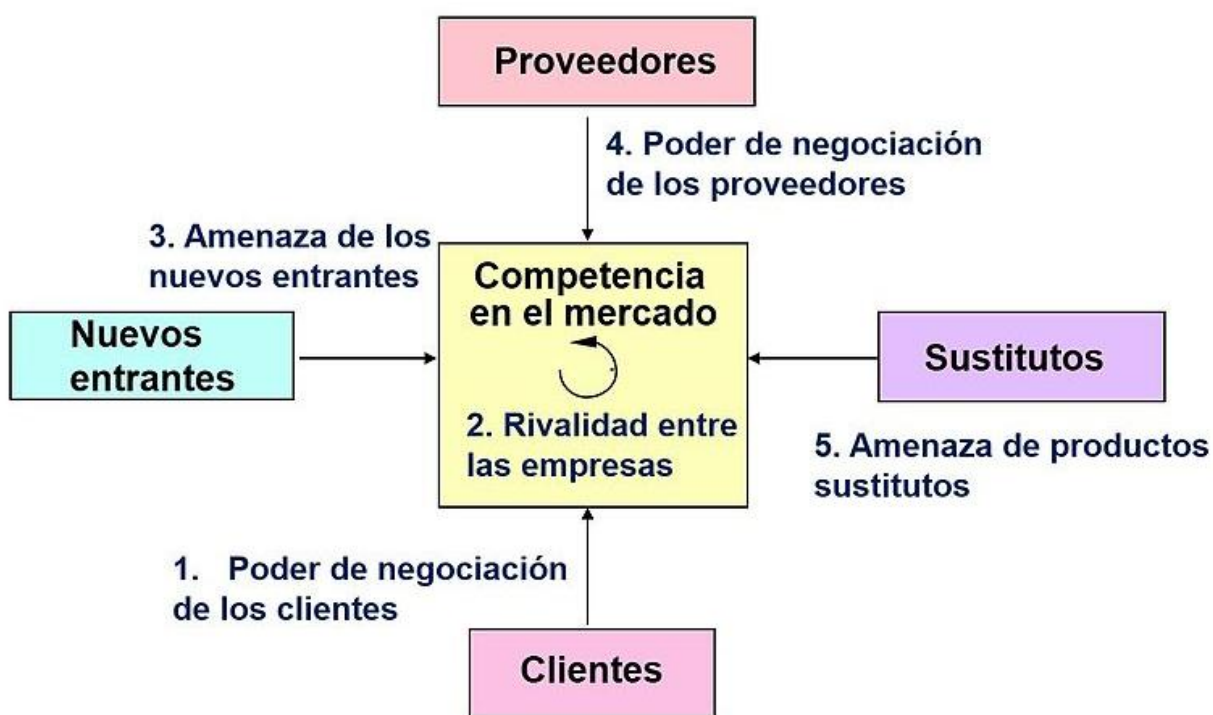 Proveedores
4. Poder de negociación
de los proveedores
3. Amenaza de los
nuevos entrantes
Competencia
en el mercado
Nuevos
entrantes
Sustitutos
2. Rivalidad entre
las empresas
5. Amenaza de productos
sustitutos
1. Poder de negociación
de los clientes
Clientes